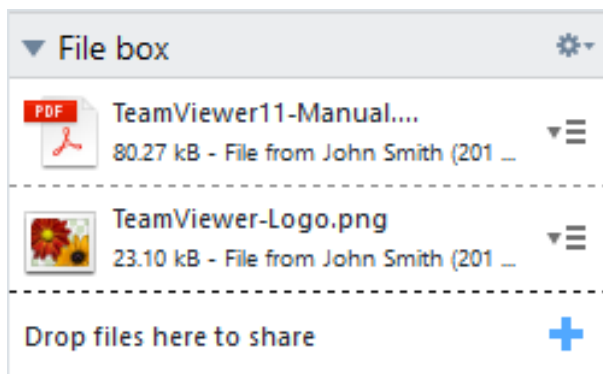 File box
PDF
TeamViewer11-Manual....
80.27 kB - File from John Smith (201 ...
TeamViewer-Logo.png
23.10 kB - File from John Smith (201 ...
Drop files here to share